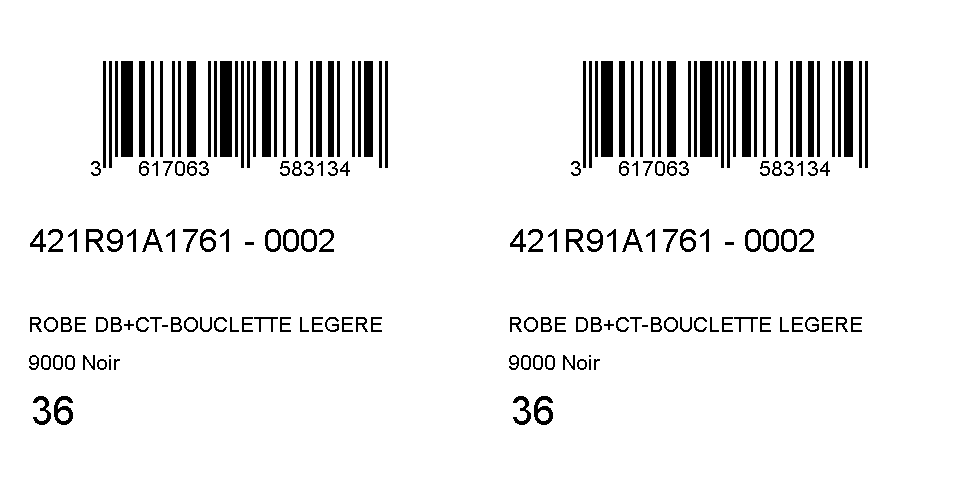 3 617063 583134
421R91A1761 - 0002
ROBE DB+CT-BOUCLETTE LEGERE
9000 Noir
36
3 617063 583134
421R91A1761 - 0002
ROBE DB+CT-BOUCLETTE LEGERE
9000 Noir
36